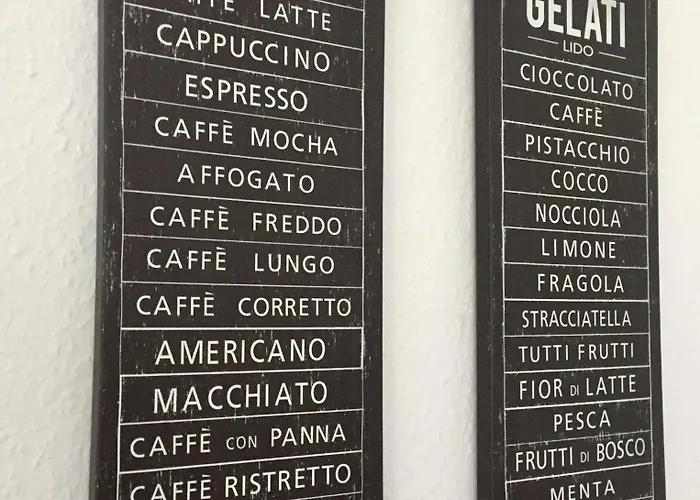 LATTE
CAPPUCCINO
ESPRESSO
CAFFÈ MOCHA
AFFOGATO
CAFFÈ FREDDO
CAFFÈ LUNGO
CAFFÈ CORRETTO
AMERICANO
MACCHIATO
CAFFÈ CON PANNA
CAFFÈ RISTRETTO
GELATI
LIDO
CIOCCOLATO
CAFFÈ
PISTACCHIO
COCCO
NOCCIOLA
LIMONE
FRAGOLA
STRACCIATELLA
TUTTI FRUTTI
FIOR DI LATTE
PESCA
FRUTTI DI BOSCO
MENTA